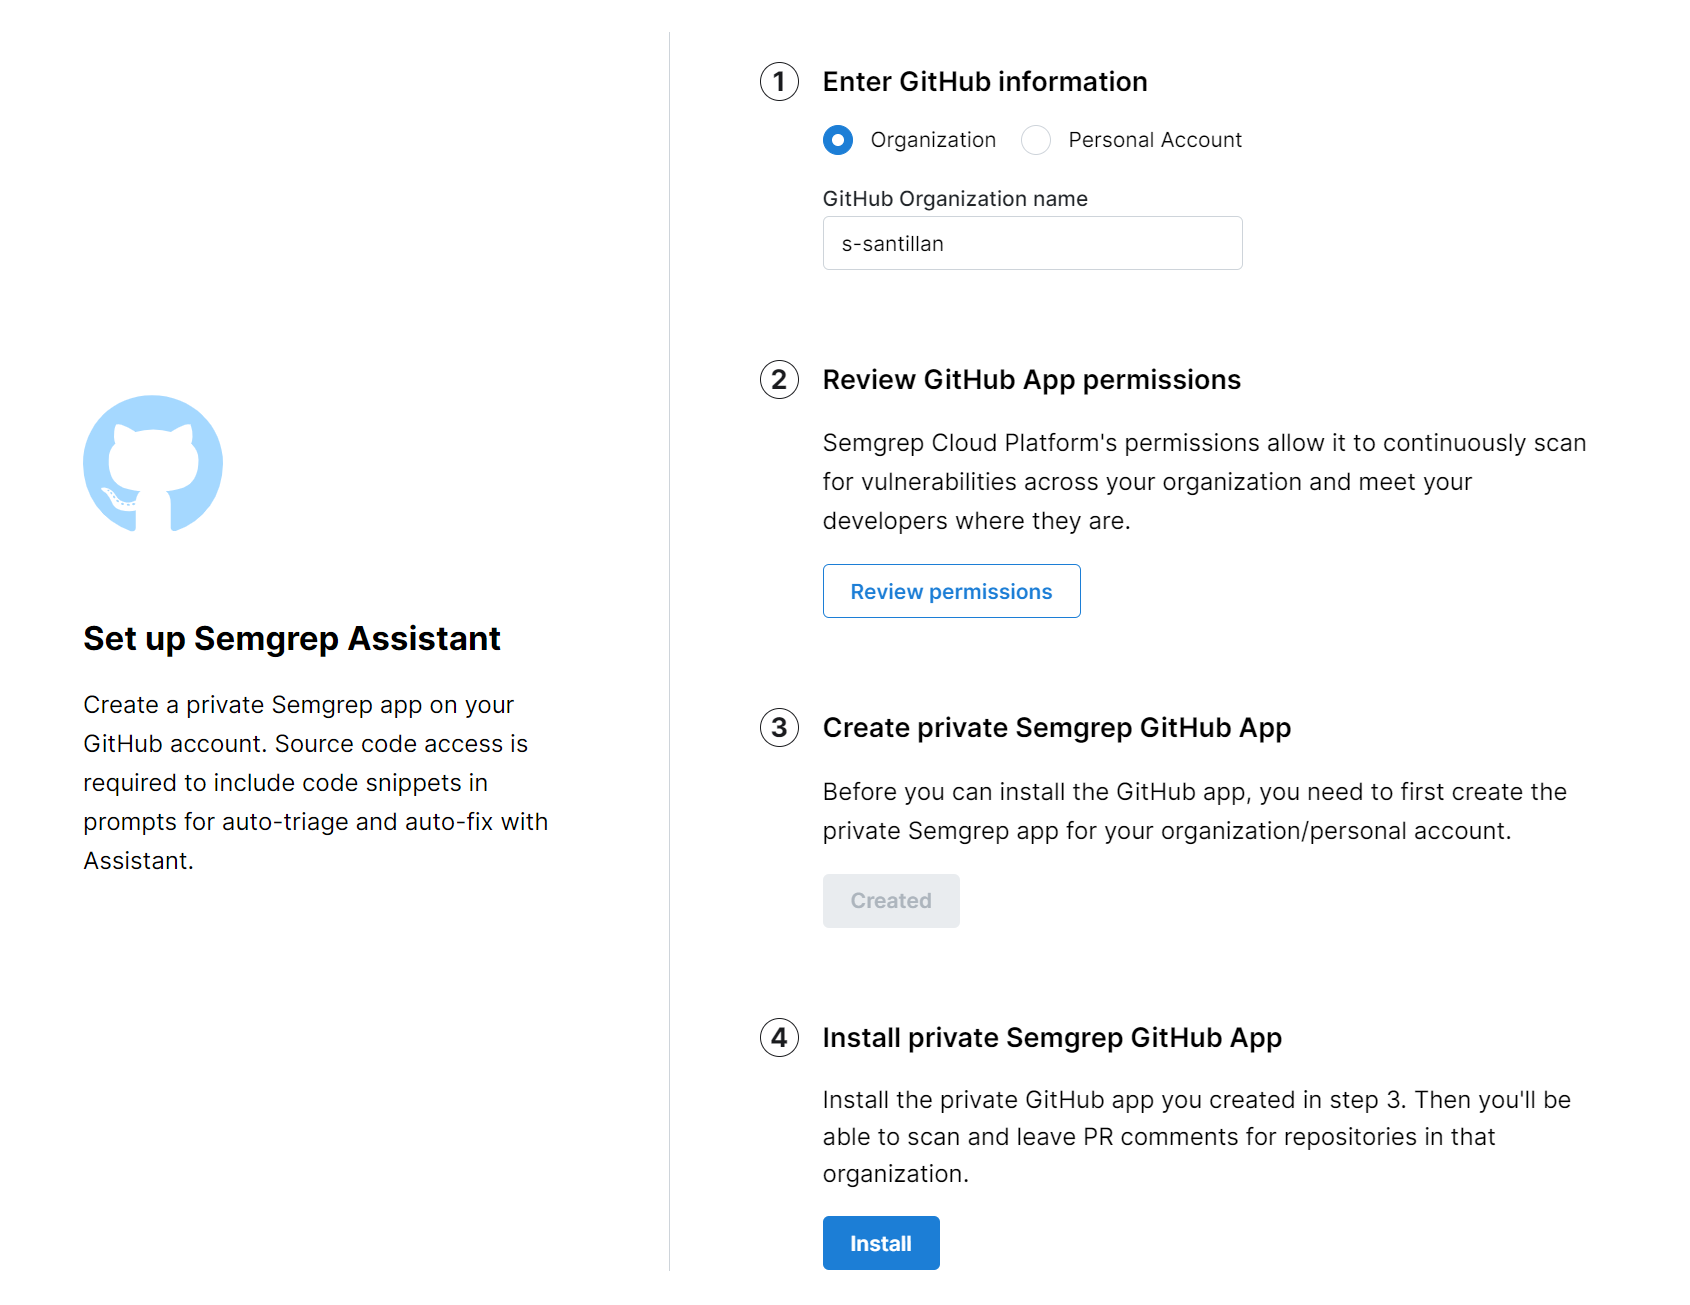 Set up Semgrep Assistant
Create a private Semgrep app on your
GitHub account. Source code access is
required to include code snippets in
prompts for auto-triage and auto-fix with
Assistant.
1 Enter GitHub information
Organization Personal Account
GitHub Organization name
s-santillan
2 Review GitHub App permissions
Semgrep Cloud Platform's permissions allow it to continuously scan
for vulnerabilities across your organization and meet your
developers where they are.
Review permissions
3 Create private Semgrep GitHub App
Before you can install the GitHub app, you need to first create the
private Semgrep app for your organization/personal account.
Created
4 Install private Semgrep GitHub App
Install the private GitHub app you created in step 3. Then you'll be
able to scan and leave PR comments for repositories in that
organization.
Install